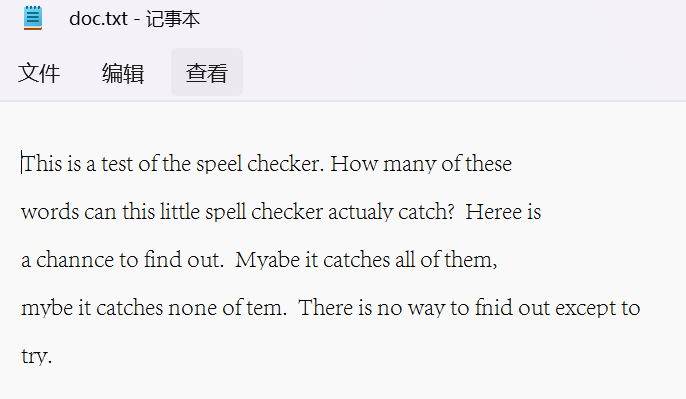 doc.txt - 记事本
文件 编辑 查看
This is a test of the speel checker. How many of these
words can this little spell checker actualy catch?  Heree is
a channce to find out.  Myabe it catches all of them,
mybe it catches none of tem.  There is no way to fnid out except to
try.